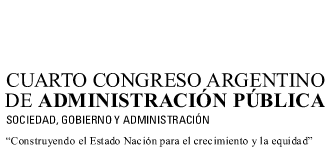 CUARTO CONGRESO ARGENTINO
DE ADMINISTRACIÓN PÚBLICA
SOCIEDAD, GOBIERNO Y ADMINISTRACIÓN
“Construyendo el Estado Nación para el crecimiento y la equidad”